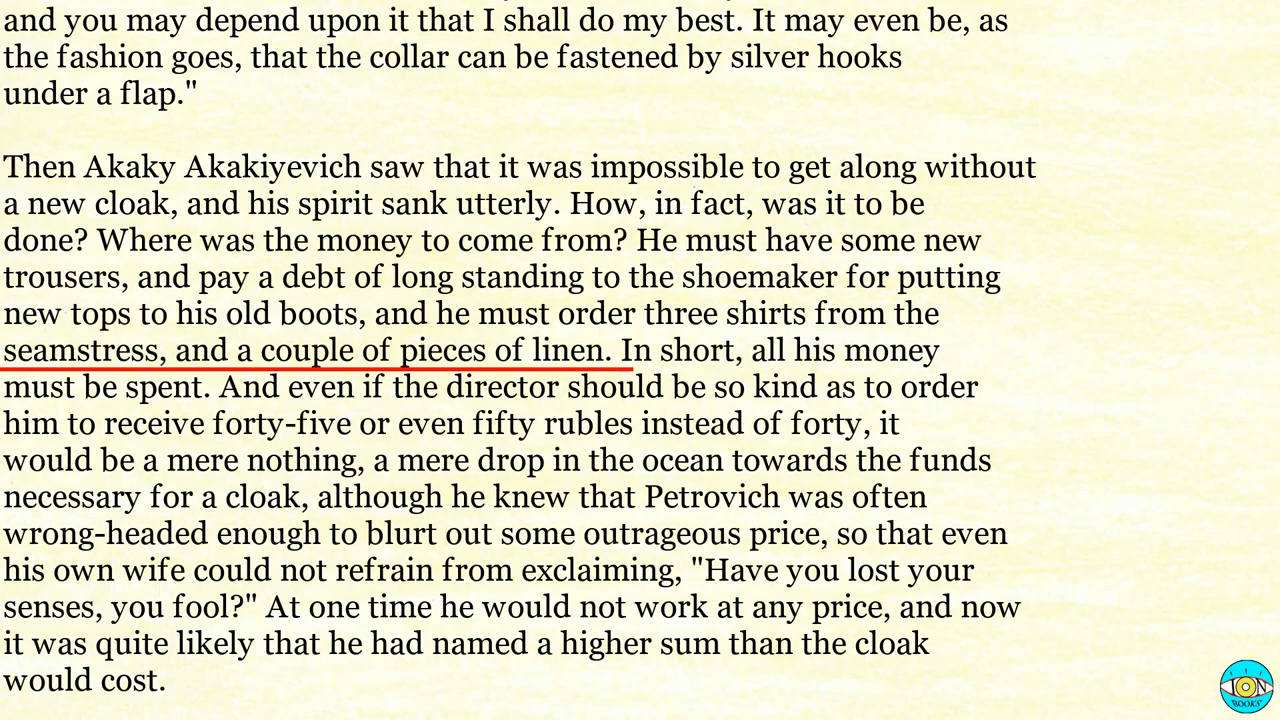 and you may depend upon it that I shall do my best. It may even be, as
the fashion goes, that the collar can be fastened by silver hooks
under a flap."
Then Akaky Akakiyevich saw that it was impossible to get along without
a new cloak, and his spirit sank utterly. How, in fact, was it to be
done? Where was the money to come from? He must have some new
trousers, and pay a debt of long standing to the shoemaker for putting
new tops to his old boots, and he must order three shirts from the
seamstress, and a couple of pieces of linen. In short, all his money
must be spent. And even if the director should be so kind as to order
him to receive forty-five or even fifty rubles instead of forty, it
would be a mere nothing, a mere drop in the ocean towards the funds
necessary for a cloak, although he knew that Petrovich was often
wrong-headed enough to blurt out some outrageous price, so that even
his own wife could not refrain from exclaiming, "Have you lost your
senses, you fool?" At one time he would not work at any price, and now
it was quite likely that he had named a higher sum than the cloak
would cost.
ION
BOOKS